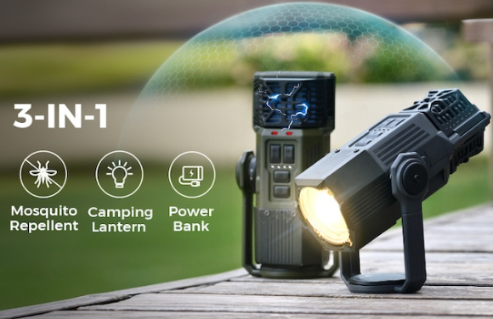 3-IN-1
Mosquito
Repellent
Camping
Lantern
Power
Bank